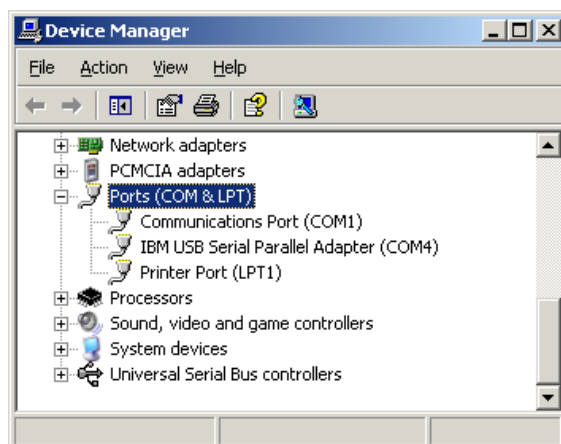 Device Manager
File Action View Help
Network adapters
PCMCIA adapters
Ports (COM & LPT)
Communications Port (COM1)
IBM USB Serial Parallel Adapter (COM4)
Printer Port (LPT1)
Processors
Sound, video and game controllers
System devices
Universal Serial Bus controllers